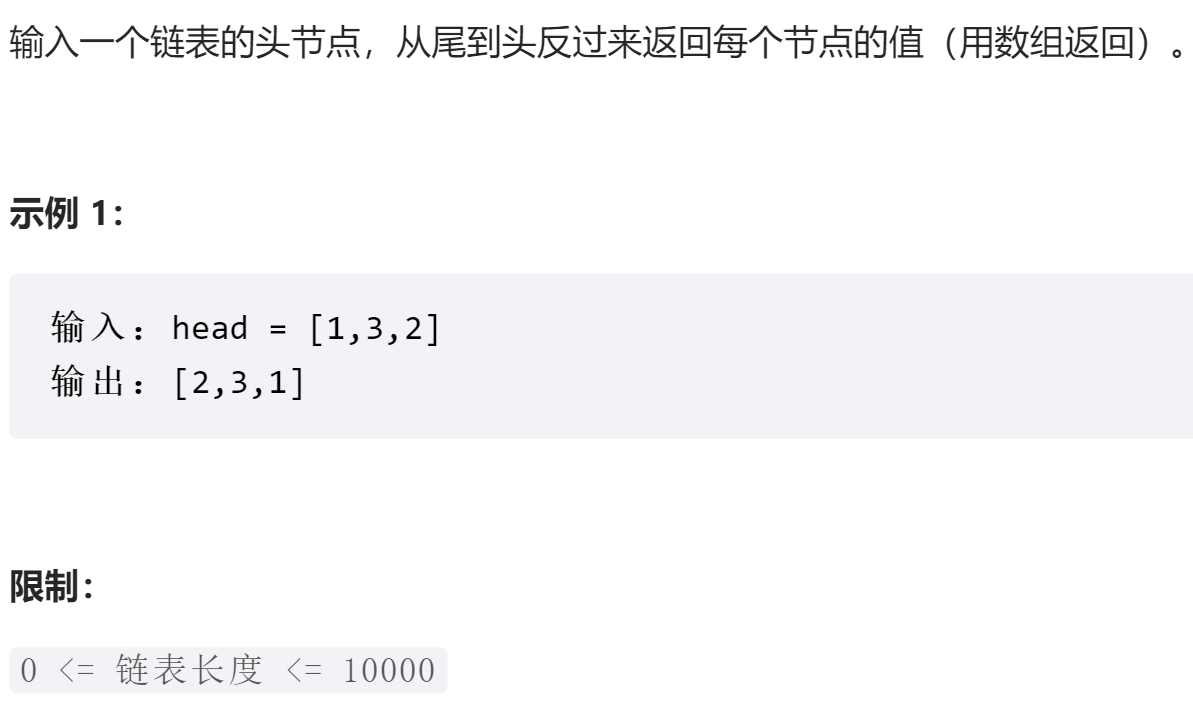 输入一个链表的头节点，从尾到头反过来返回每个节点的值（用数组返回）。
示例 1：
输入：head = [1,3,2]
输出：[2,3,1]
限制：
0 <= 链表长度 <= 10000